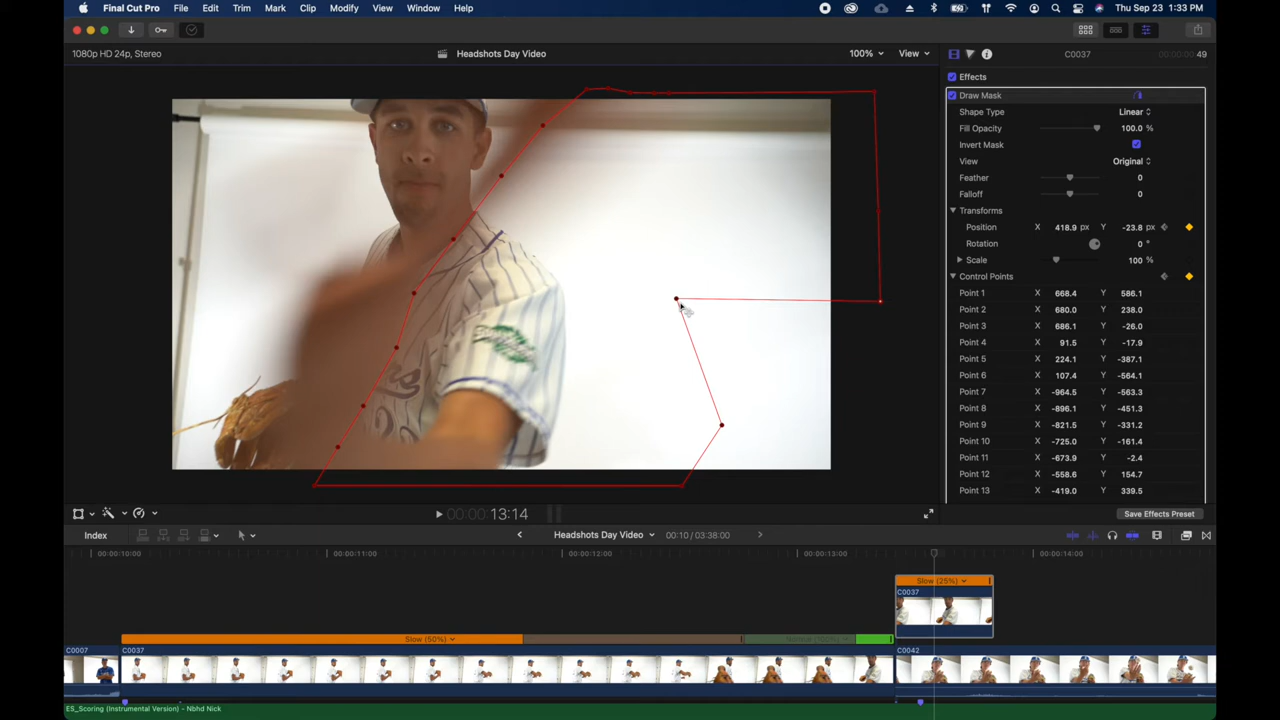 Final Cut Pro File Edit Trim Mark Clip Modify View Window Help Thu Sep 23 1:33 PM
1080p HD 24p, Stereo Headshots Day Video 100% View C0037 00:00:00:00 49
Effects
Draw Mask
Shape Type Linear
Fill Opacity 100.0 %
Invert Mask
View Original
Feather 0
Falloff 0
Transforms
Position X 418.9 px Y -23.8 px
Rotation 0 °
Scale 100 %
Control Points
Point 1 X 668.4 Y 586.1
Point 2 X 680.0 Y 238.0
Point 3 X 686.1 Y -26.0
Point 4 X 91.5 Y -17.9
Point 5 X 224.1 Y -387.1
Point 6 X 107.4 Y -564.1
Point 7 X -964.5 Y -563.3
Point 8 X -896.1 Y -451.3
Point 9 X -821.5 Y -331.2
Point 10 X -725.0 Y -161.4
Point 11 X -673.9 Y -2.4
Point 12 X -558.6 Y 154.7
Point 13 X -419.0 Y 339.5
00:00:13:14 Save Effects Preset
Index Headshots Day Video 00:10 / 03:38:00
00:00:10:00 00:00:11:00 00:00:12:00 00:00:13:00 00:00:14:00
Slow (25%)
C0037
Slow (50%) Normal (100%)
C0007 C0037 C0042
ES_Scoring (Instrumental Version) - Nbhd Nick